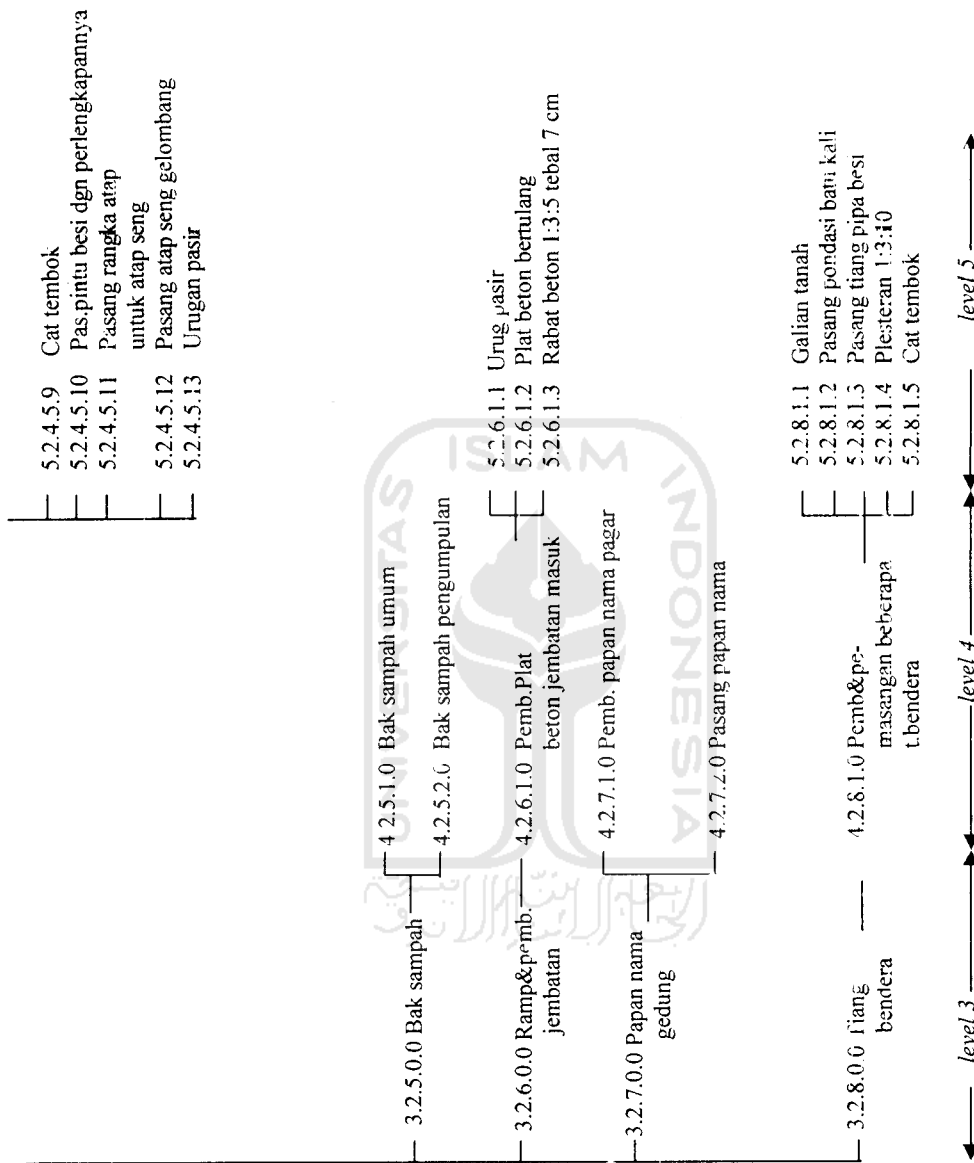 5.2.4.5.9 Cat tembok
5.2.4.5.10 Pas.pintu besi dgn perlengkapannya
5.2.4.5.11 Pasang rangka atap
untuk atap seng
5.2.4.5.12 Pasang atap seng gelombang
5.2.4.5.13 Urugan pasir
3.2.5.0.0 Bak sampah
4.2.5.1.0 Bak sampah umum
4.2.5.2.0 Bak sampah pengumpulan
3.2.6.0.0 Ramp&pemb.
jembatan
4.2.6.1.0 Pemb.Plat
beton jembatan masuk
5.2.6.1.1 Urug pasir
5.2.6.1.2 Plat beton bertulang
5.2.6.1.3 Rabat beton 1:3:5 tebal 7 cm
3.2.7.0.0 Papan nama
gedung
4.2.7.1.0 Pemb. papan nama pagar
4.2.7.2.0 Pasang papan nama
3.2.8.0.0 Tiang
bendera
4.2.8.1.0 Pemb&pe-
masangan beberapa
t.bendera
5.2.8.1.1 Galian tanah
5.2.8.1.2 Pasang pondasi batu kali
5.2.8.1.3 Pasang tiang pipa besi
5.2.8.1.4 Plesteran 1:3:10
5.2.8.1.5 Cat tembok
level 3
level 4
level 5
UNIVERSITAS
ISLAM
INDONESIA